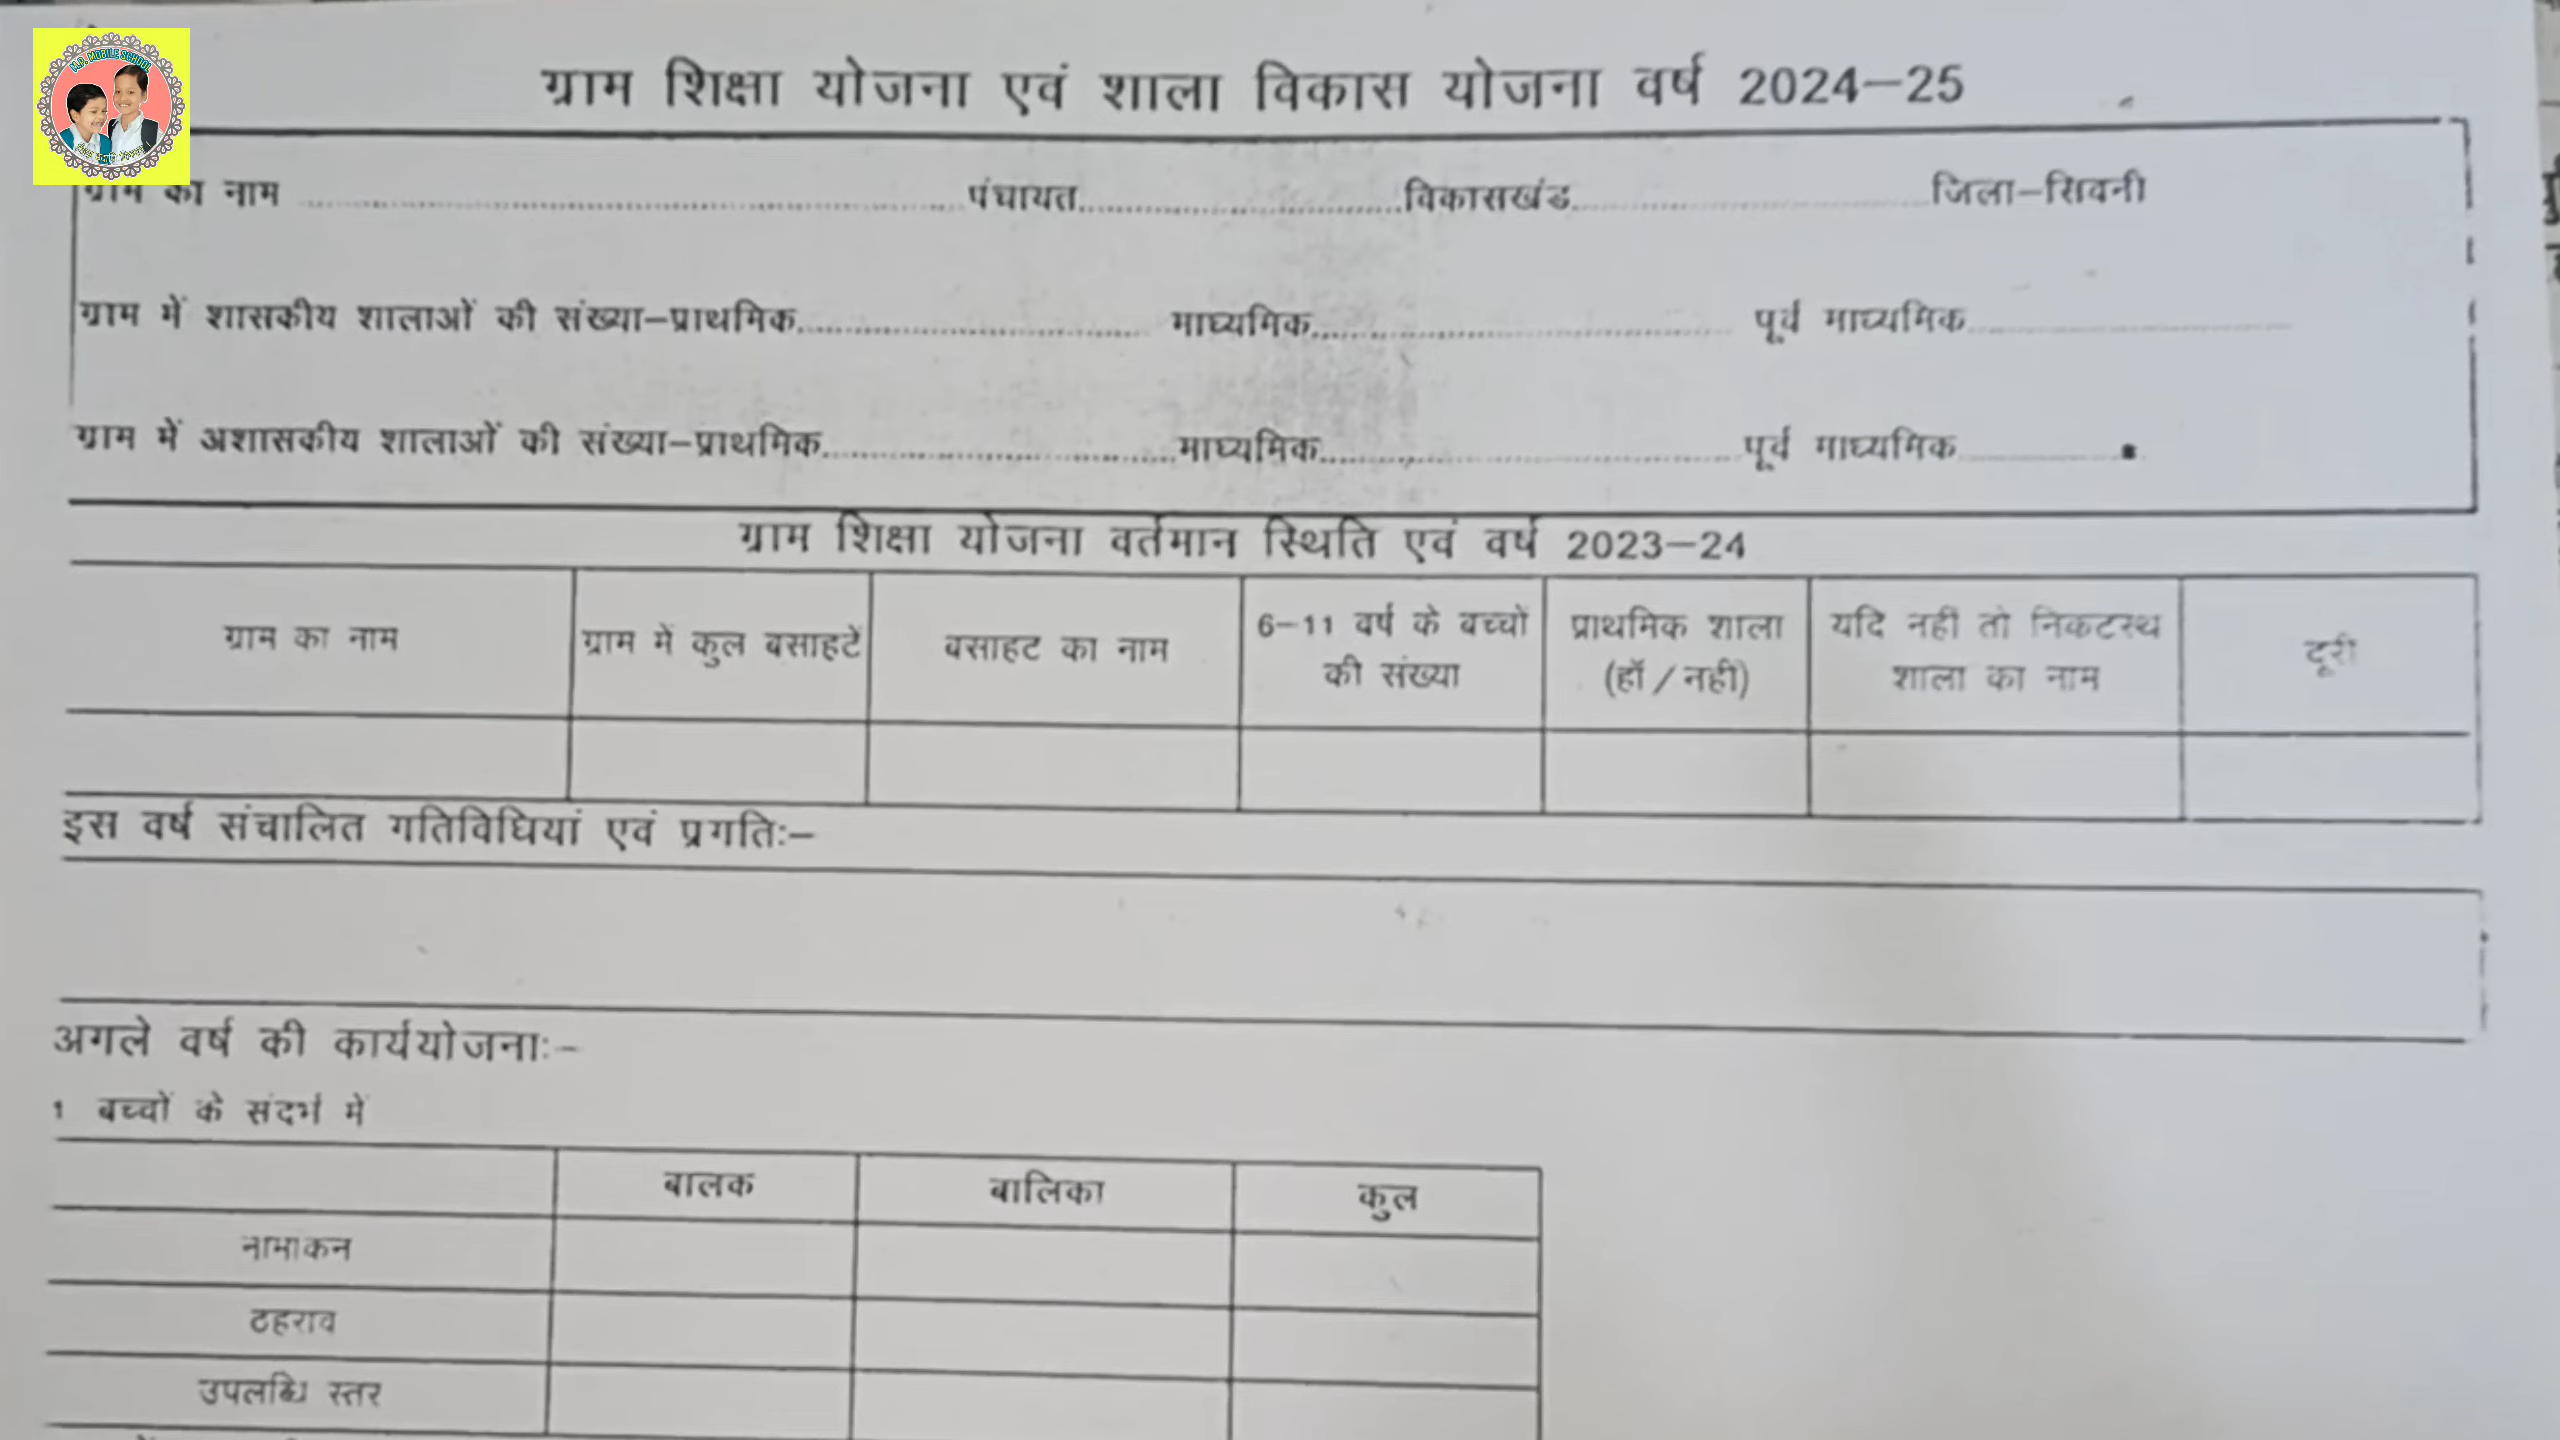 M.P. MOBILE SCHOOL
ग्राम शिक्षा योजना एवं शाला विकास योजना वर्ष 2024–25
ग्राम का नाम ........ पंचायत........ विकासखंड........ जिला–सिवनी
ग्राम में शासकीय शालाओं की संख्या–प्राथमिक........ माध्यमिक........ पूर्व माध्यमिक........
ग्राम में अशासकीय शालाओं की संख्या–प्राथमिक........ माध्यमिक........ पूर्व माध्यमिक........
ग्राम शिक्षा योजना वर्तमान स्थिति एवं वर्ष 2023–24
ग्राम का नाम ग्राम में कुल बसाहटें बसाहट का नाम 6–11 वर्ष के बच्चों प्राथमिक शाला यदि नही तो निकटस्थ दूरी
की संख्या (हॉ / नही) शाला का नाम
इस वर्ष संचालित गतिविधियां एवं प्रगतिः–
अगले वर्ष की कार्ययोजनाः–
1 बच्चों के संदर्भ में
बालक बालिका कुल
नामाकन
ठहराव
उपलब्धि स्तर